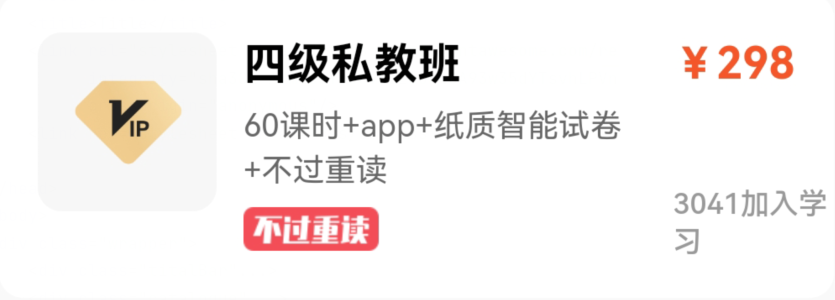 VIP
四级私教班
¥298
60课时+app+纸质智能试卷
+不过重读
不过重读
3041加入学
习